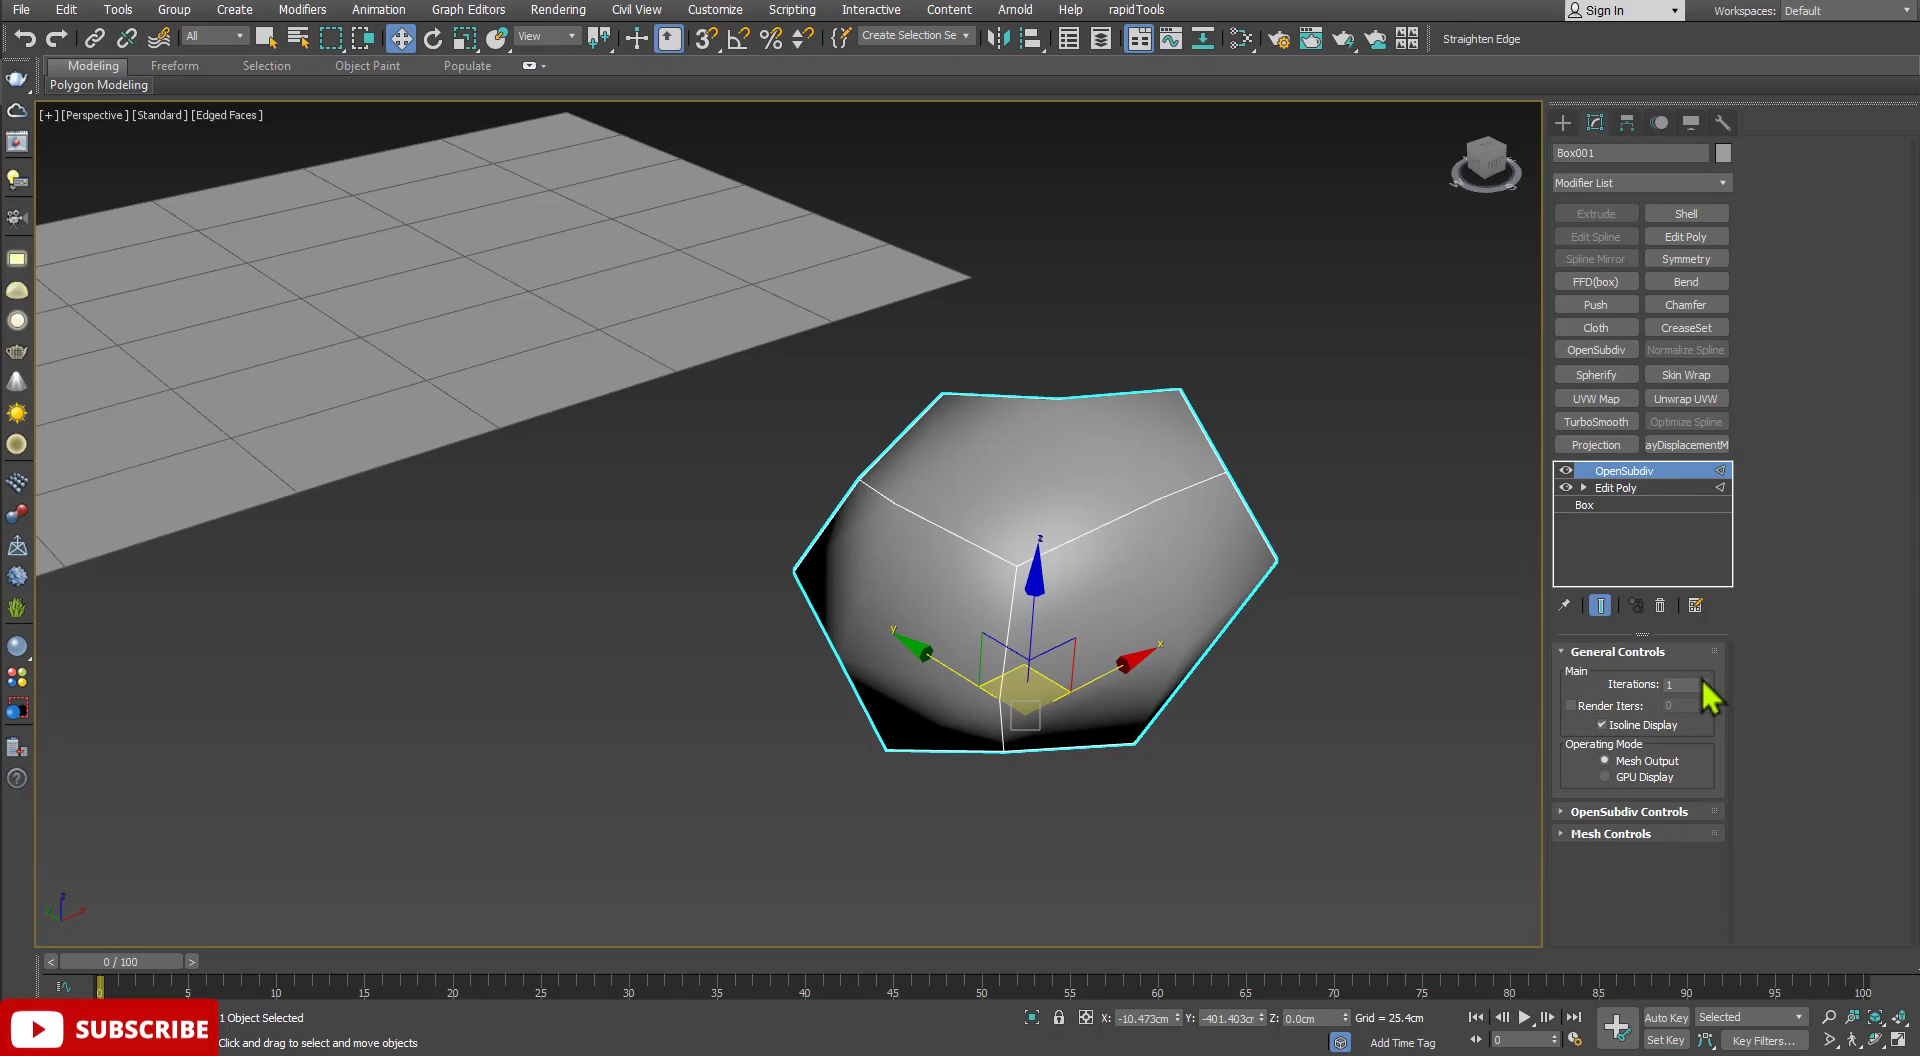 File Edit Tools Group Create Modifiers Animation Graph Editors Rendering Civil View Customize Scripting Interactive Content Arnold Help rapidTools Sign In Workspaces: Default
All View Create Selection Se Straighten Edge
Modeling Freeform Selection Object Paint Populate
Polygon Modeling
[+] [Perspective ] [Standard ] [Edged Faces ]
Box001
Modifier List
Extrude Shell
Edit Spline Edit Poly
Spline Mirror Symmetry
FFD(box) Bend
Push Chamfer
Cloth CreaseSet
OpenSubdiv Normalize Spline
Spherify Skin Wrap
UVW Map Unwrap UVW
TurboSmooth Optimize Spline
Projection ayDisplacementM
OpenSubdiv
Edit Poly
Box
z
y
x
General Controls
Main
Iterations: 1
Render Iters: 0
Isoline Display
Operating Mode
Mesh Output
GPU Display
OpenSubdiv Controls
Mesh Controls
z
x
< 0 / 100 >
0 5 10 15 20 25 30 35 40 45 50 55 60 65 70 75 80 85 90 95 100
SUBSCRIBE
1 Object Selected X: -10.473cm Y: -401.403cr Z: 0.0cm Grid = 25.4cm Auto Key Selected
Click and drag to select and move objects Add Time Tag 0 Set Key Key Filters...